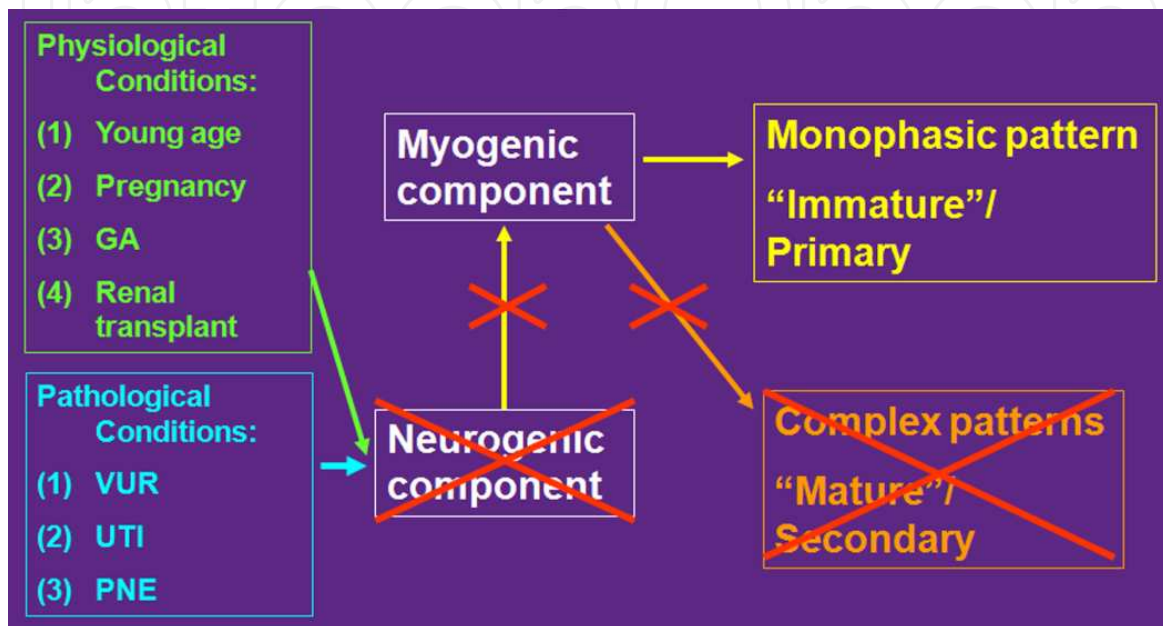 Physiological
Conditions:
(1) Young age
(2) Pregnancy
(3) GA
(4) Renal
transplant
Pathological
Conditions:
(1) VUR
(2) UTI
(3) PNE
Myogenic
component
Neurogenic
component
Monophasic pattern
“Immature”/
Primary
Complex patterns
“Mature”/
Secondary